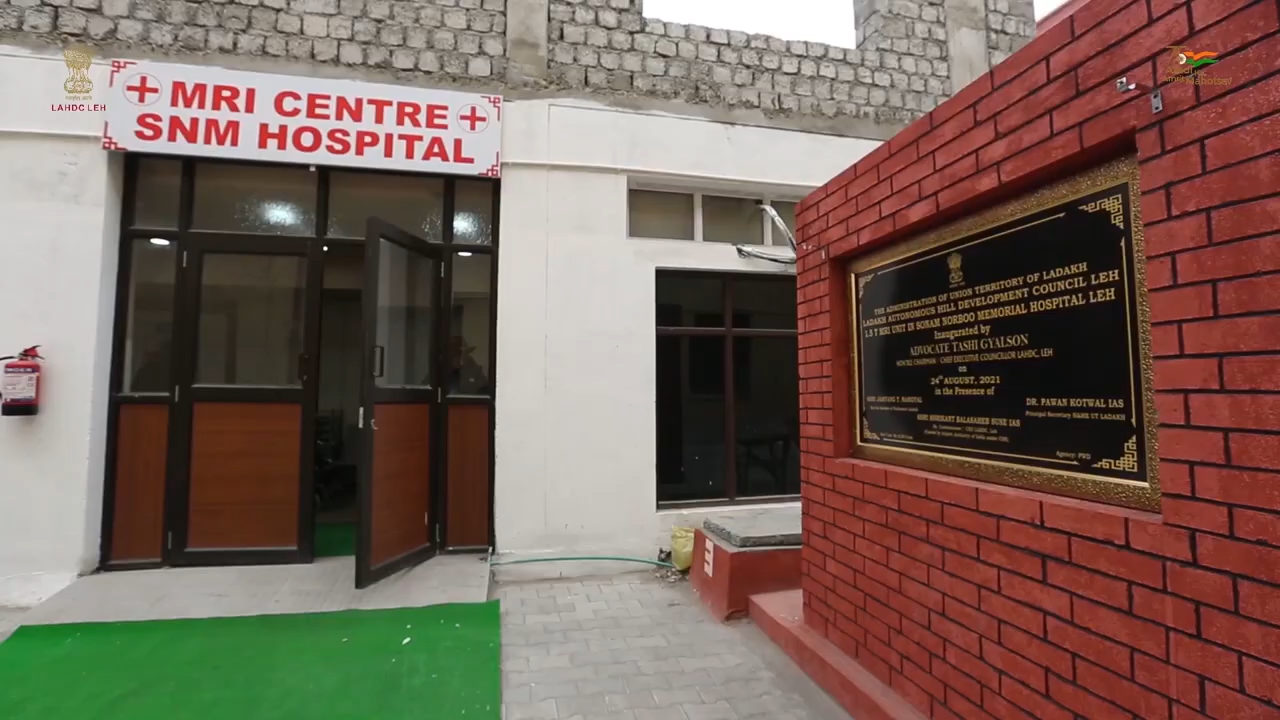 LAHDC LEH
MRI CENTRE
SNM HOSPITAL
THE ADMINISTRATION OF UNION TERRITORY OF LADAKH
LADAKH AUTONOMOUS HILL DEVELOPMENT COUNCIL LEH
1.5 T MRI UNIT IN SONAM NORBOO MEMORIAL HOSPITAL LEH
Inaugurated by
ADVOCATE TASHI GYALSON
HON'BLE CHAIRMAN / CHIEF EXECUTIVE COUNCILLOR LAHDC, LEH
on
24TH AUGUST, 2021
in the Presence of
DR. PAWAN KOTWAL IAS
Principal Secretary H&ME UT LADAKH
SHRI SHRIKANT BALASAHEB SUSE IAS
Agency: PWD